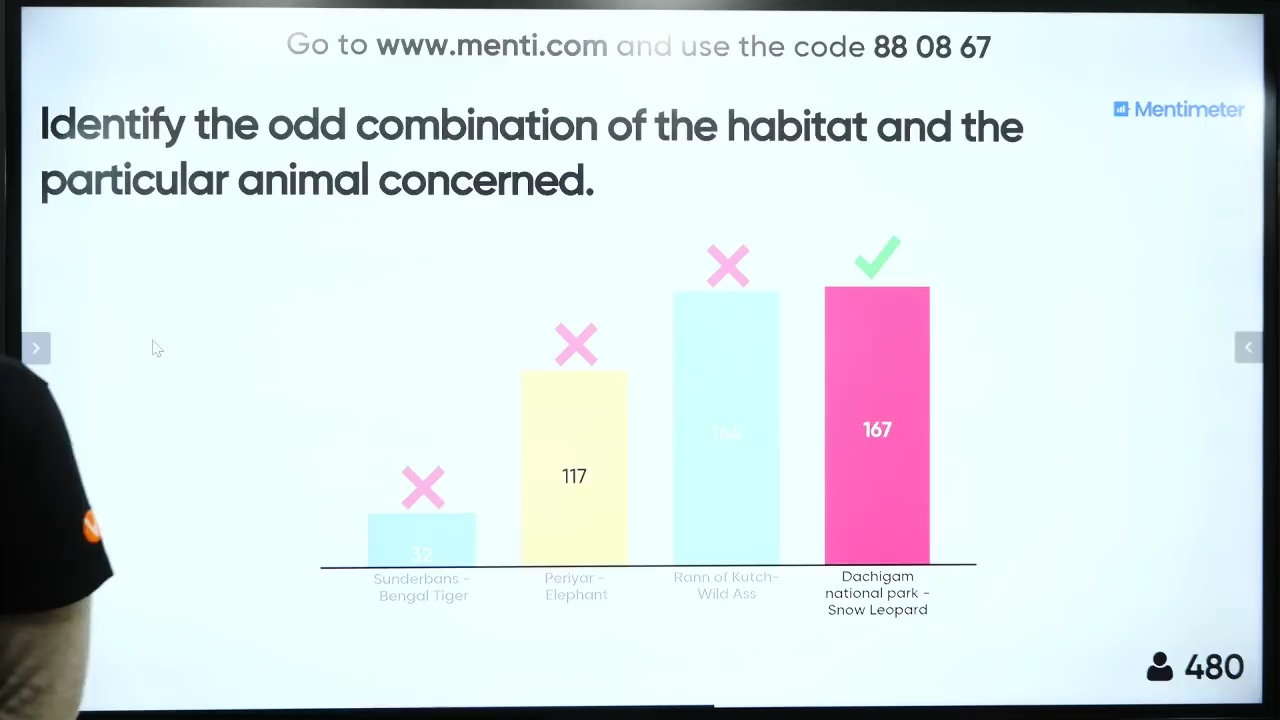 Go to www.menti.com and use the code 88 08 67
Mentimeter
Identify the odd combination of the habitat and the
particular animal concerned.
32
117
164
167
Sunderbans -
Bengal Tiger
Periyar -
Elephant
Rann of Kutch-
Wild Ass
Dachigam
national park -
Snow Leopard
480